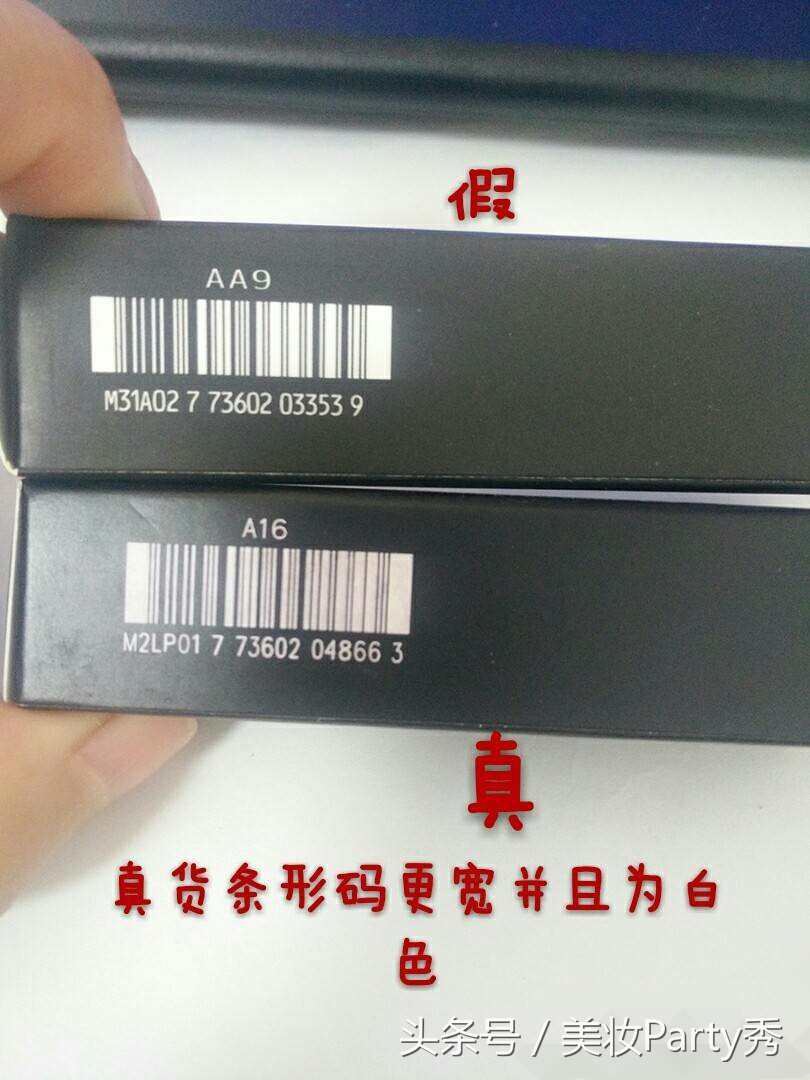 假
AA9
M31A02 7 73602 03353 9
A16
M2LP01 7 73602 04866 3
真
真货条形码更宽并且为白
色
头条号 / 美妆Party秀